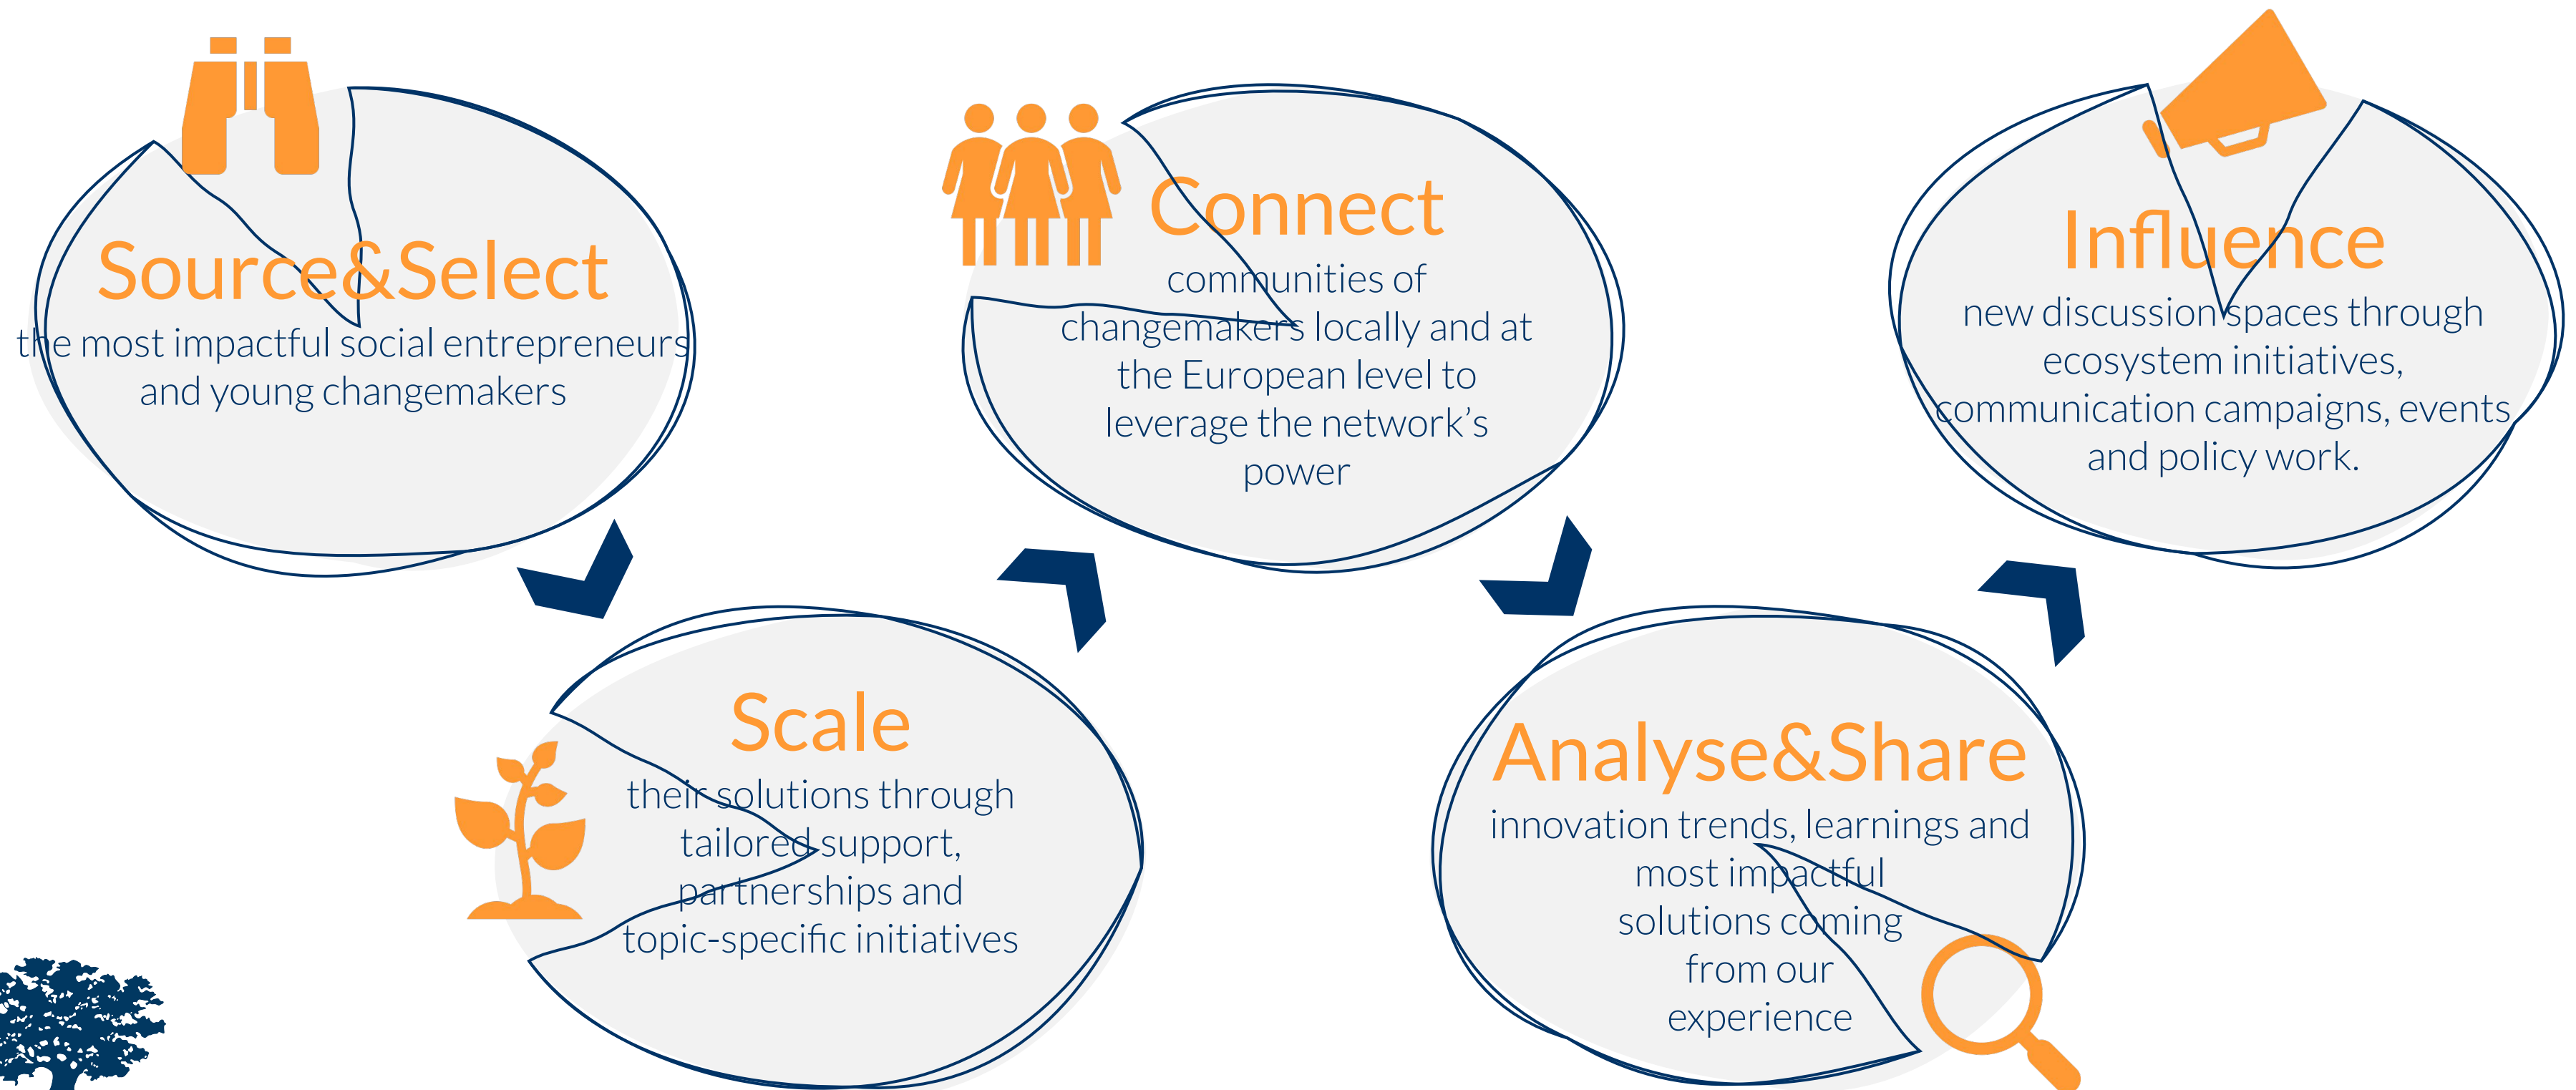 Source&Select
the most impactful social entrepreneurs
and young changemakers
Scale
their solutions through
tailored support,
partnerships and
topic-specific initiatives
Connect
communities of
changemakers locally and at
the European level to
leverage the network’s
power
Analyse&Share
innovation trends, learnings and
most impactful
solutions coming
from our
experience
Influence
new discussion spaces through
ecosystem initiatives,
communication campaigns, events
and policy work.